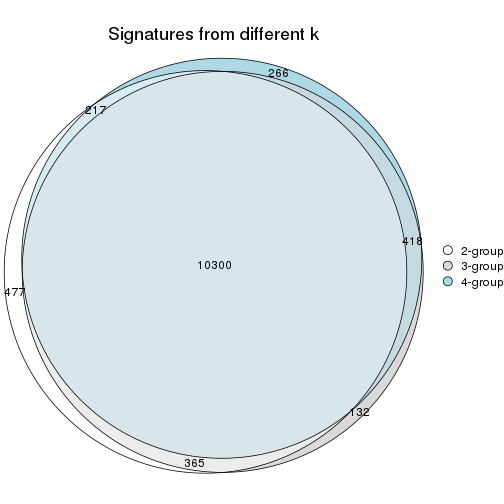 Signatures from different k
266
217
418
10300
477
132
365
2-group
3-group
4-group